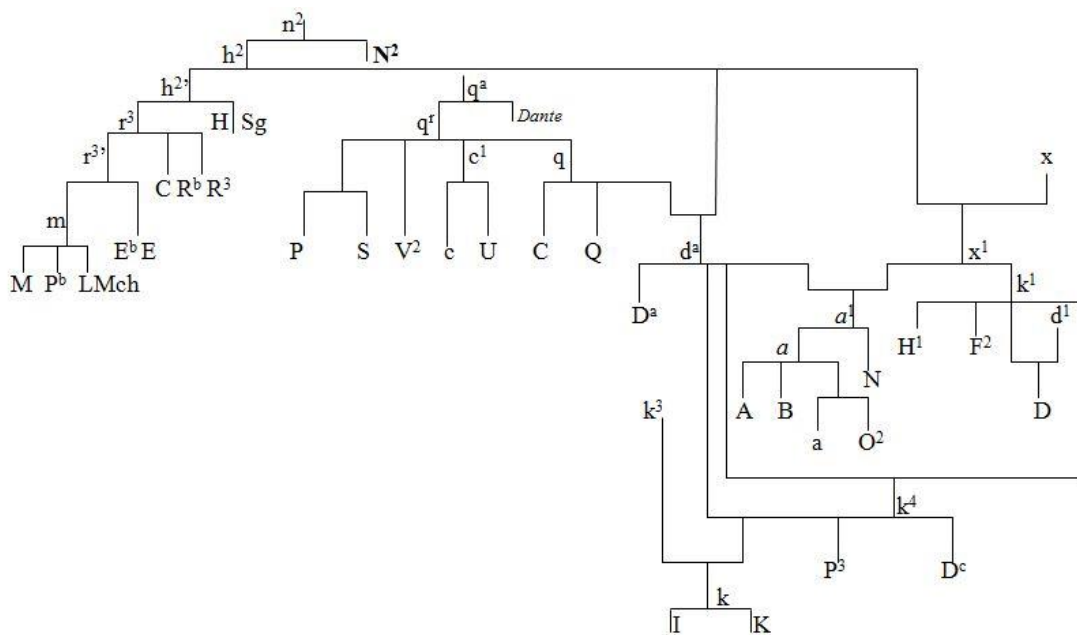 n²
h² N²
h²’ qᵃ
r³ H Sg qʳ Dante
r³’ c¹ q x
C Rᵇ R³
m
Eᵇ E P S V² c U C Q dᵃ x¹
M Pᵇ LMch k¹
Dᵃ a¹ d¹
H¹ F²
a N
k³ A B D
a O²
k⁴
P³ Dᶜ
k
I K